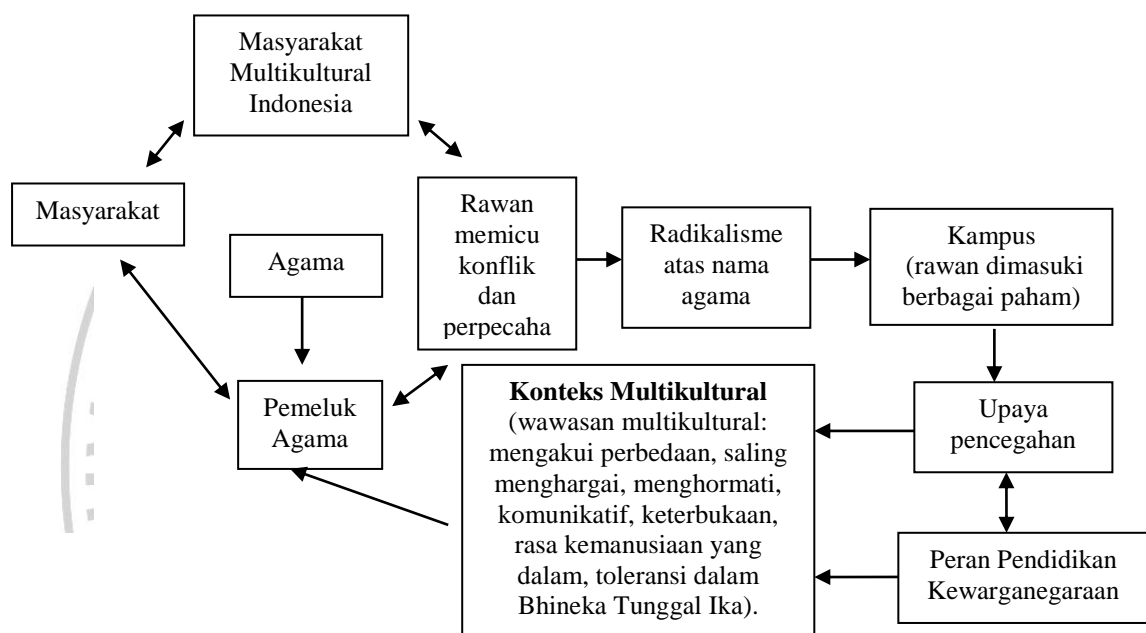 Masyarakat
Multikultural
Indonesia
Masyarakat
Agama
Pemeluk
Agama
Rawan
memicu
konflik
dan
perpecaha
Radikalisme
atas nama
agama
Kampus
(rawan dimasuki
berbagai paham)
Upaya
pencegahan
Peran Pendidikan
Kewarganegaraan
Konteks Multikultural
(wawasan multikultural:
mengakui perbedaan, saling
menghargai, menghormati,
komunikatif, keterbukaan,
rasa kemanusiaan yang
dalam, toleransi dalam
Bhineka Tunggal Ika).